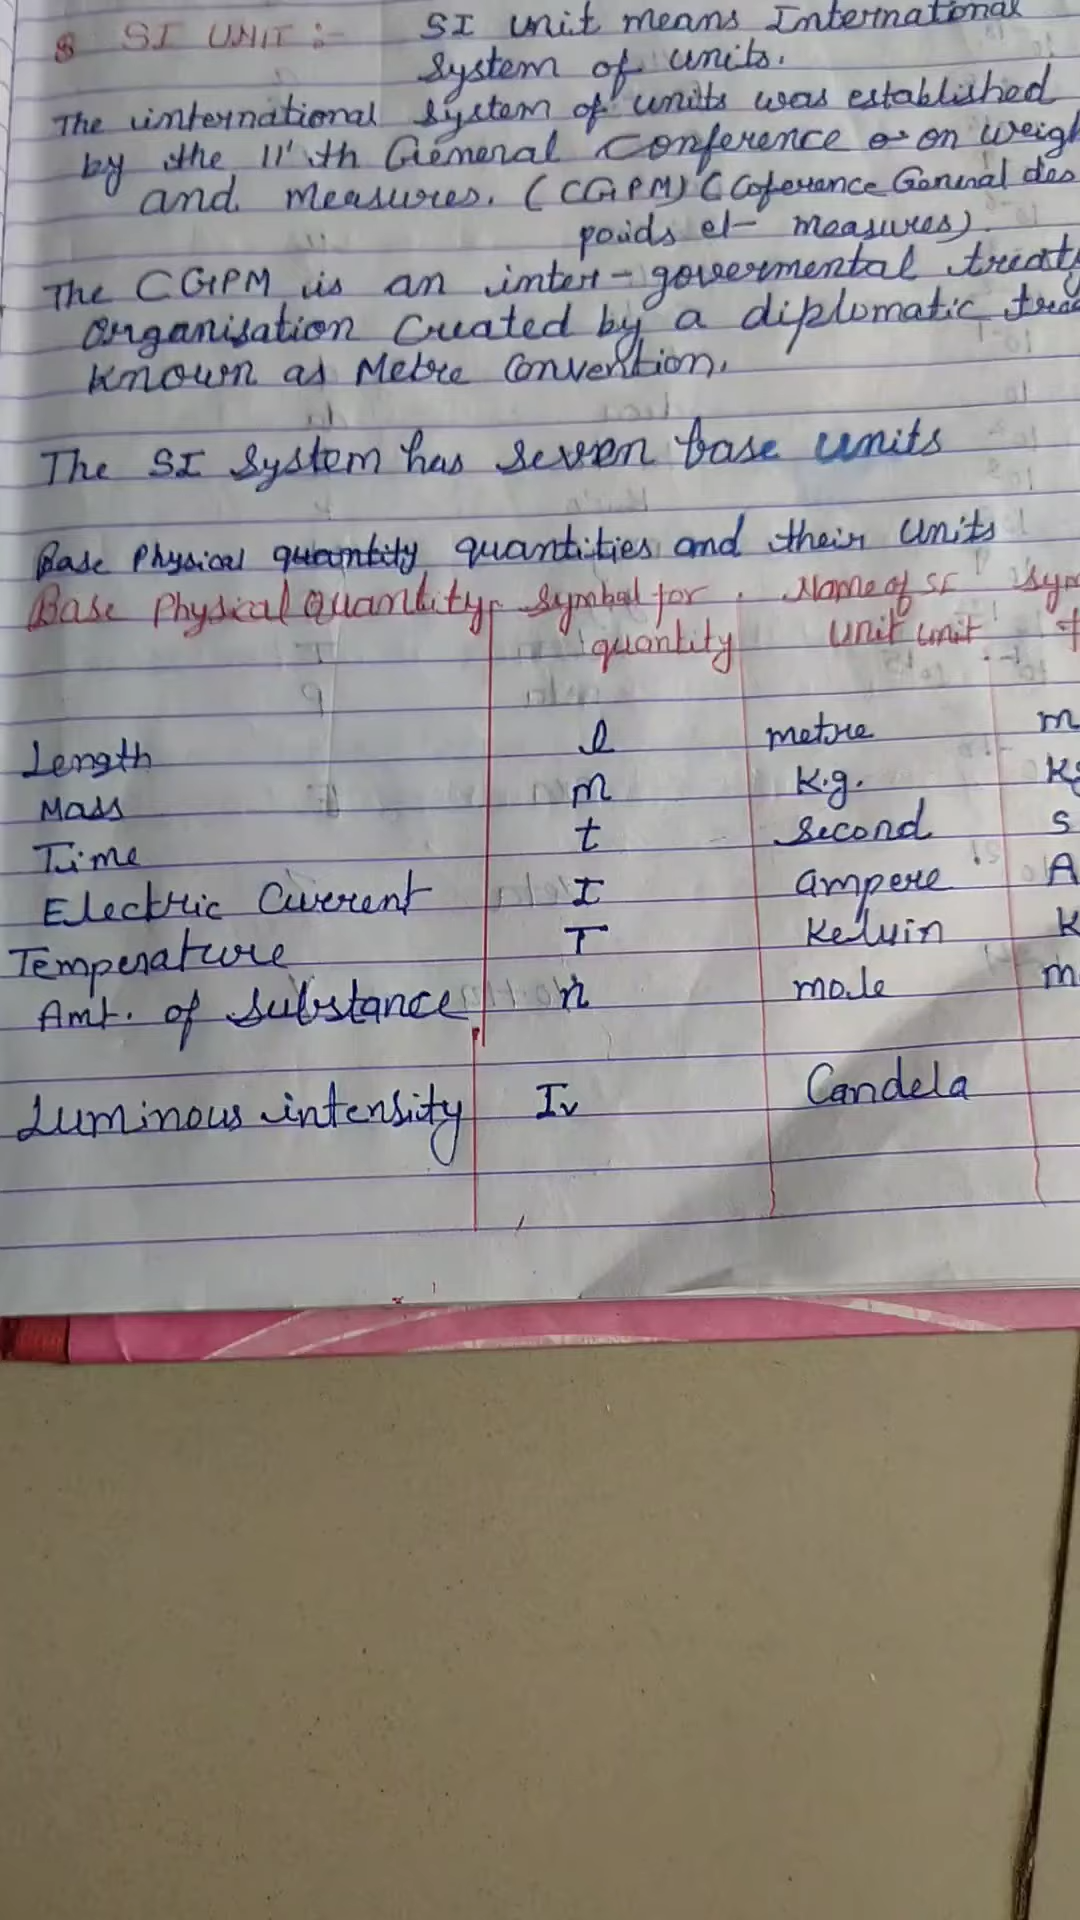 8 SI UNIT :- SI unit means International
System of units.
The international system of units was established
by the 11'th General Conference on weigh
and measures. (CGPM) (Coference General des
poids et measures).
The CGPM is an inter-govermental treaty
Organisation created by a diplomatic trea
known as Metre Convention.
The SI System has seven base units
Base Physical quantity quantities and their units
Base Physical Quantity Symbol for Name of SI Sym
quantity unit unit f
Length l metre m
Mass m K.g. Kg
Time t second s
Electric Current I ampere A
Temperature T Kelvin K
Amt. of substance n mole m
Luminous intensity Iv Candela